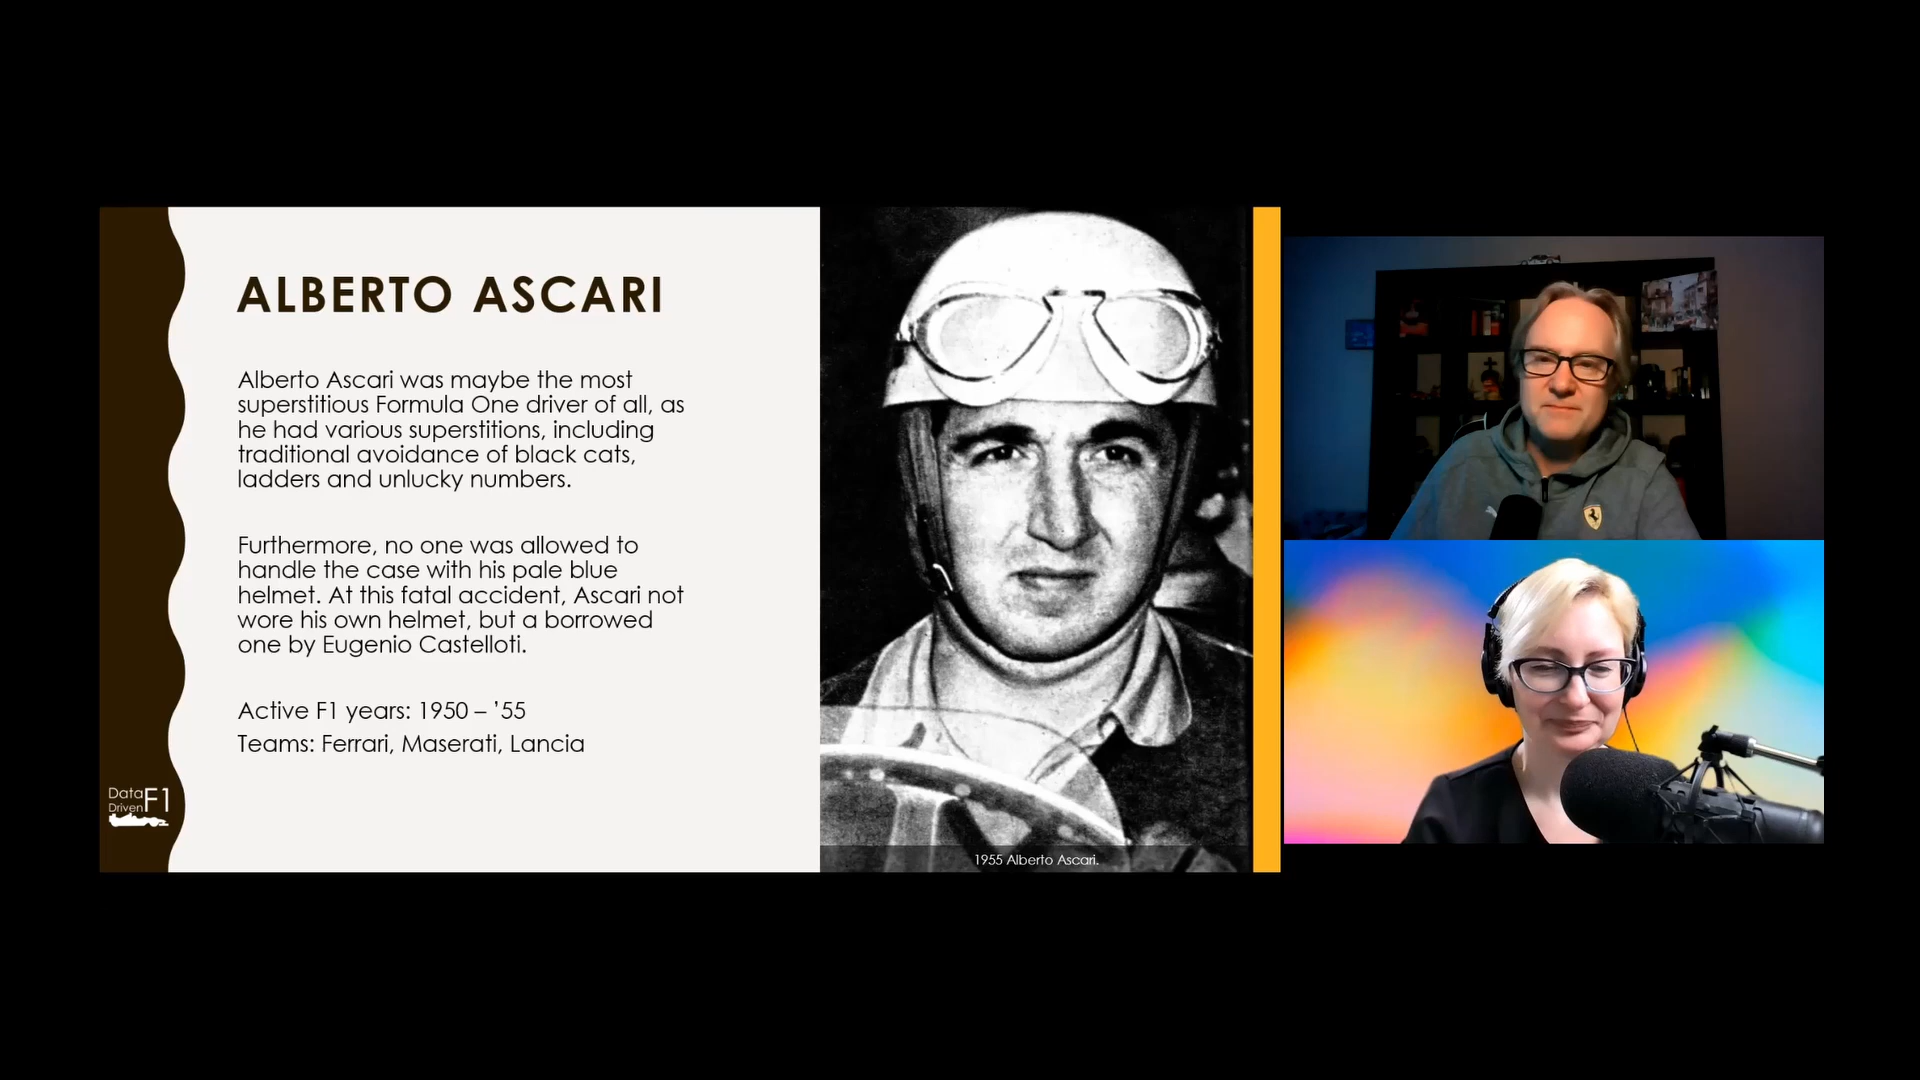 ALBERTO ASCARI
Alberto Ascari was maybe the most
superstitious Formula One driver of all, as
he had various superstitions, including
traditional avoidance of black cats,
ladders and unlucky numbers.
Furthermore, no one was allowed to
handle the case with his pale blue
helmet. At this fatal accident, Ascari not
wore his own helmet, but a borrowed
one by Eugenio Castelloti.
Active F1 years: 1950 – ’55
Teams: Ferrari, Maserati, Lancia
Data
Driven F1
1955 Alberto Ascari.